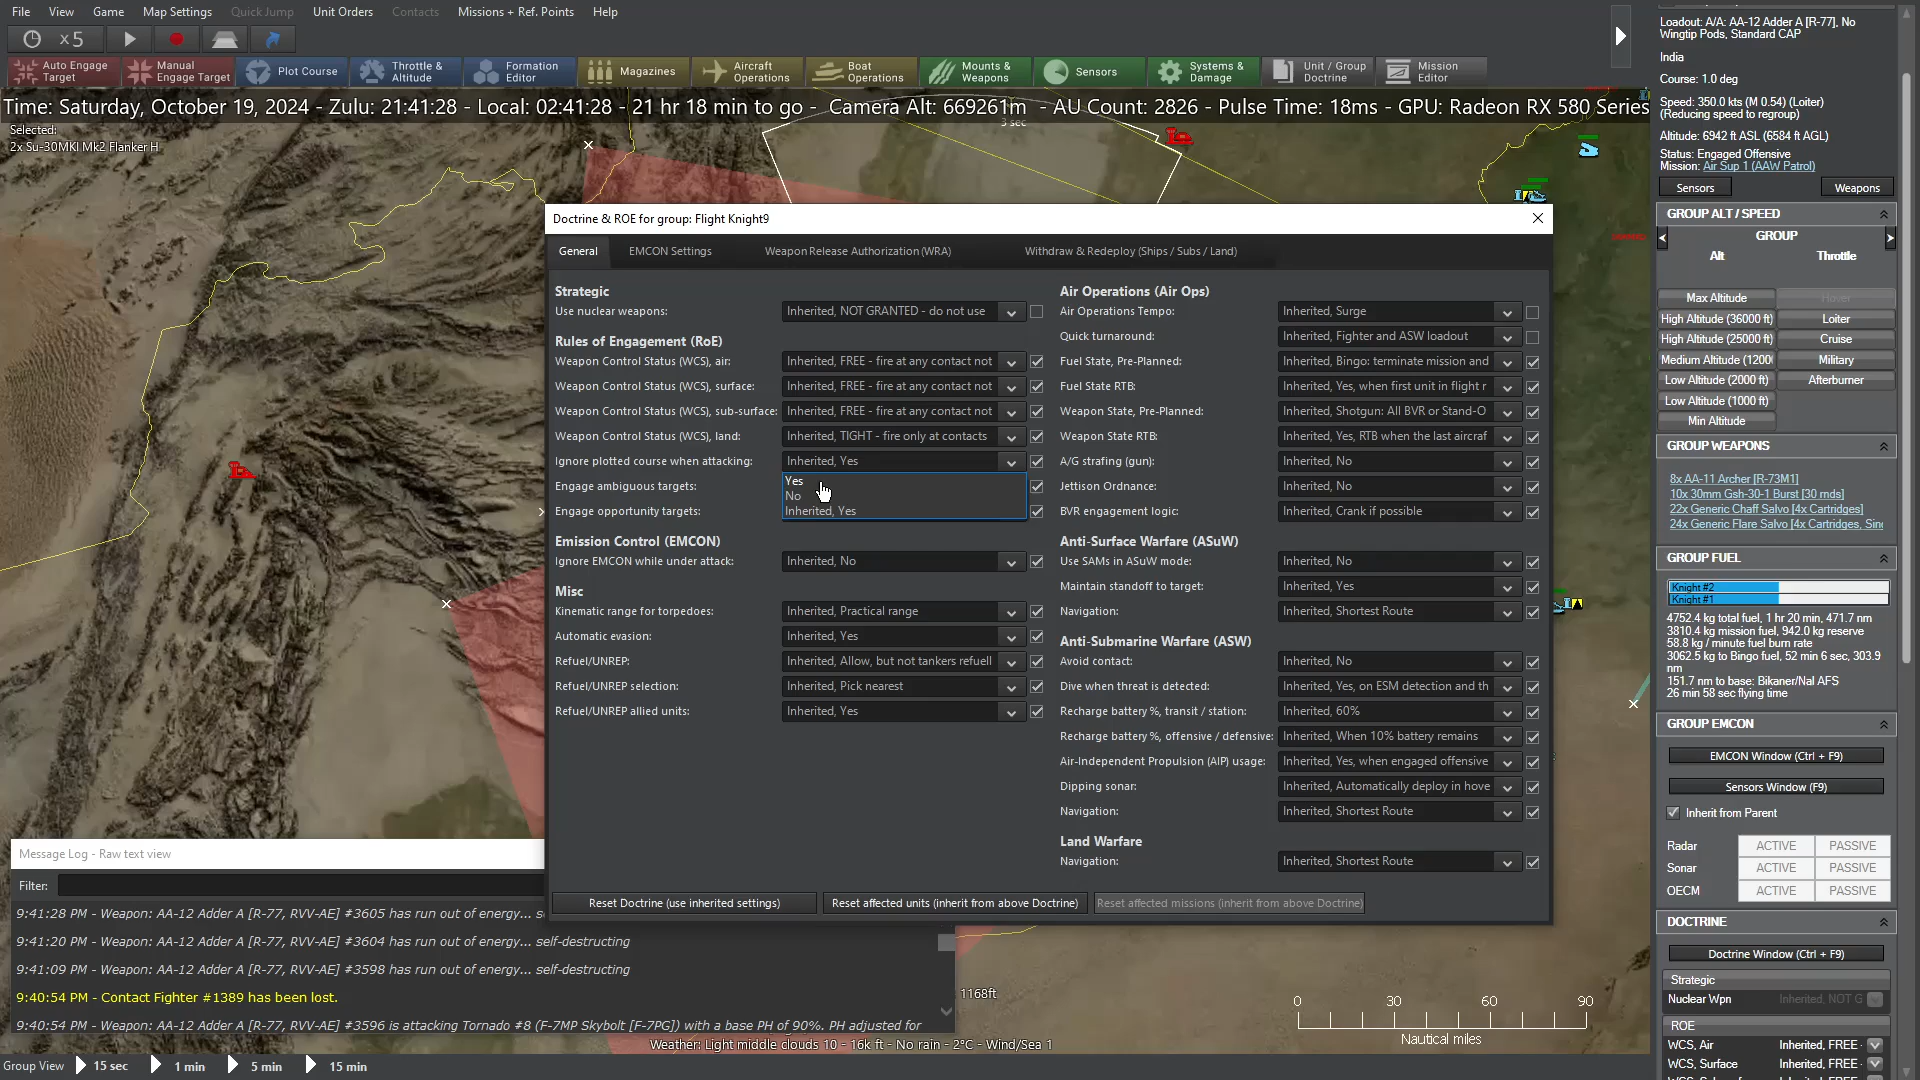 File View Game Map Settings Quick Jump Unit Orders Contacts Missions + Ref. Points Help
x 5
Auto Engage Target
Manual Engage Target
Plot Course
Throttle & Altitude
Formation Editor
Magazines
Aircraft Operations
Boat Operations
Mounts & Weapons
Sensors
Systems & Damage
Unit / Group Doctrine
Mission Editor
Time: Saturday, October 19, 2024 - Zulu: 21:41:28 - Local: 02:41:28 - 21 hr 18 min to go - Camera Alt: 669261m - AU Count: 2826 - Pulse Time: 18ms - GPU: Radeon RX 580 Series
3 sec
Selected:
2x Su-30MKI Mk2 Flanker H
Doctrine & ROE for group: Flight Knight9
General EMCON Settings Weapon Release Authorization (WRA) Withdraw & Redeploy (Ships / Subs / Land)
Strategic
Use nuclear weapons: Inherited, NOT GRANTED - do not use
Rules of Engagement (RoE)
Weapon Control Status (WCS), air: Inherited, FREE - fire at any contact not
Weapon Control Status (WCS), surface: Inherited, FREE - fire at any contact not
Weapon Control Status (WCS), sub-surface: Inherited, FREE - fire at any contact not
Weapon Control Status (WCS), land: Inherited, TIGHT - fire only at contacts
Ignore plotted course when attacking: Inherited, Yes
Yes
No
Inherited, Yes
Engage ambiguous targets:
Engage opportunity targets:
Emission Control (EMCON)
Ignore EMCON while under attack: Inherited, No
Misc
Kinematic range for torpedoes: Inherited, Practical range
Automatic evasion: Inherited, Yes
Refuel/UNREP: Inherited, Allow, but not tankers refuell
Refuel/UNREP selection: Inherited, Pick nearest
Refuel/UNREP allied units: Inherited, Yes
Air Operations (Air Ops)
Air Operations Tempo: Inherited, Surge
Quick turnaround: Inherited, Fighter and ASW loadout
Fuel State, Pre-Planned: Inherited, Bingo: terminate mission and
Fuel State RTB: Inherited, Yes, when first unit in flight r
Weapon State, Pre-Planned: Inherited, Shotgun: All BVR or Stand-O
Weapon State RTB: Inherited, Yes, RTB when the last aircraf
A/G strafing (gun): Inherited, No
Jettison Ordnance: Inherited, No
BVR engagement logic: Inherited, Crank if possible
Anti-Surface Warfare (ASuW)
Use SAMs in ASuW mode: Inherited, No
Maintain standoff to target: Inherited, Yes
Navigation: Inherited, Shortest Route
Anti-Submarine Warfare (ASW)
Avoid contact: Inherited, No
Dive when threat is detected: Inherited, Yes, on ESM detection and th
Recharge battery %, transit / station: Inherited, 60%
Recharge battery %, offensive / defensive: Inherited, When 10% battery remains
Air-Independent Propulsion (AIP) usage: Inherited, Yes, when engaged offensive
Dipping sonar: Inherited, Automatically deploy in hove
Navigation: Inherited, Shortest Route
Land Warfare
Navigation: Inherited, Shortest Route
Reset Doctrine (use inherited settings) Reset affected units (inherit from above Doctrine) Reset affected missions (inherit from above Doctrine)
Message Log - Raw text view
Filter:
9:41:28 PM - Weapon: AA-12 Adder A [R-77, RVV-AE] #3605 has run out of energy... s
9:41:20 PM - Weapon: AA-12 Adder A [R-77, RVV-AE] #3604 has run out of energy... self-destructing
9:41:09 PM - Weapon: AA-12 Adder A [R-77, RVV-AE] #3598 has run out of energy... self-destructing
9:40:54 PM - Contact Fighter #1389 has been lost.
9:40:54 PM - Weapon: AA-12 Adder A [R-77, RVV-AE] #3596 is attacking Tornado #8 (F-7MP Skybolt [F-7PG]) with a base PH of 90%. PH adjusted for
1168ft
0 30 60 90
Nautical miles
Weather: Light middle clouds 10 - 16k ft - No rain - 2°C - Wind/Sea 1
Group View 15 sec 1 min 5 min 15 min
Loadout: A/A: AA-12 Adder A [R-77], No
Wingtip Pods, Standard CAP
India
Course: 1.0 deg
Speed: 350.0 kts (M 0.54) (Loiter)
(Reducing speed to regroup)
Altitude: 6942 ft ASL (6584 ft AGL)
Status: Engaged Offensive
Mission: Air Sup 1 (AAW Patrol)
Sensors Weapons
GROUP ALT / SPEED
GROUP
Alt Throttle
Max Altitude Hover
High Altitude (36000 ft) Loiter
High Altitude (25000 ft) Cruise
Medium Altitude (1200 Military
Low Altitude (2000 ft) Afterburner
Low Altitude (1000 ft)
Min Altitude
GROUP WEAPONS
8x AA-11 Archer [R-73M1]
10x 30mm Gsh-30-1 Burst [30 rnds]
22x Generic Chaff Salvo [4x Cartridges]
24x Generic Flare Salvo [4x Cartridges, Sin
GROUP FUEL
Knight #2
Knight #1
4752.4 kg total fuel, 1 hr 20 min, 471.7 nm
3810.4 kg mission fuel, 942.0 kg reserve
58.8 kg / minute fuel burn rate
3062.5 kg to Bingo fuel, 52 min 6 sec, 303.9
nm
151.7 nm to base: Bikaner/Nal AFS
26 min 58 sec flying time
GROUP EMCON
EMCON Window (Ctrl + F9)
Sensors Window (F9)
Inherit from Parent
Radar ACTIVE PASSIVE
Sonar ACTIVE PASSIVE
OECM ACTIVE PASSIVE
DOCTRINE
Doctrine Window (Ctrl + F9)
Strategic
Nuclear Wpn Inherited, NOT G
ROE
WCS, Air Inherited, FREE -
WCS, Surface Inherited, FREE -